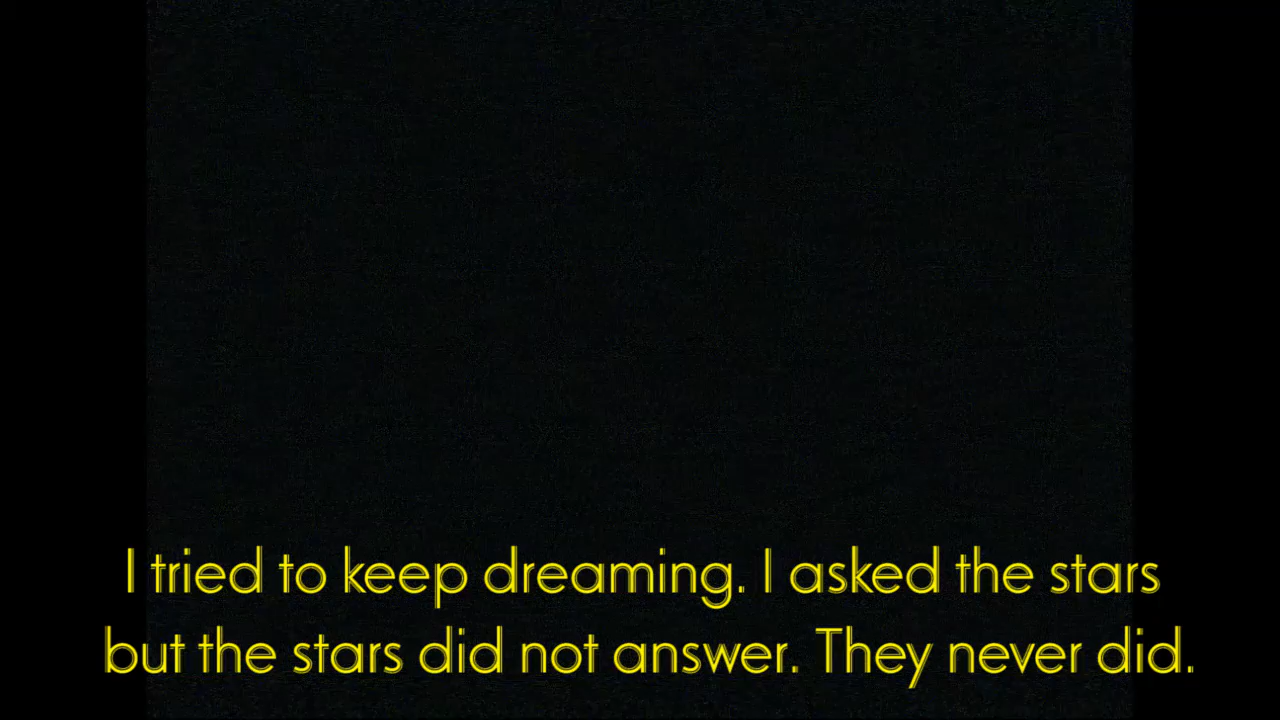 I tried to keep dreaming. I asked the stars
but the stars did not answer. They never did.